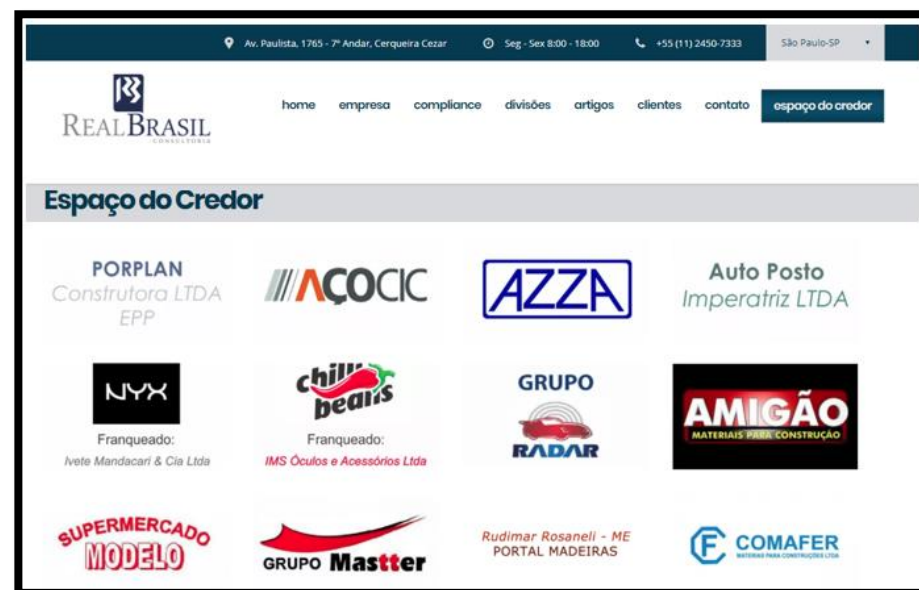 Av. Paulista, 1765 - 7º Andar, Cerqueira Cezar
Seg - Sex 8:00 - 18:00
+55 (11) 2450-7333
São Paulo-SP
REALBRASIL
CONSULTORIA
home empresa compliance divisões artigos clientes contato espaço do credor
Espaço do Credor
PORPLAN
Construtora LTDA
EPP
AÇOCIC
AZZA
Auto Posto
Imperatriz LTDA
NYX
Franqueado:
Ivete Mandacari & Cia Ltda
chilli
beans
Franqueado:
IMS Óculos e Acessórios Ltda
GRUPO
RADAR
AMIGÃO
MATERIAIS PARA CONSTRUÇÃO
SUPERMERCADO
MODELO
GRUPO Mastter
Rudimar Rosaneli - ME
PORTAL MADEIRAS
COMAFER
MATERIAIS PARA CONSTRUÇÕES LTDA